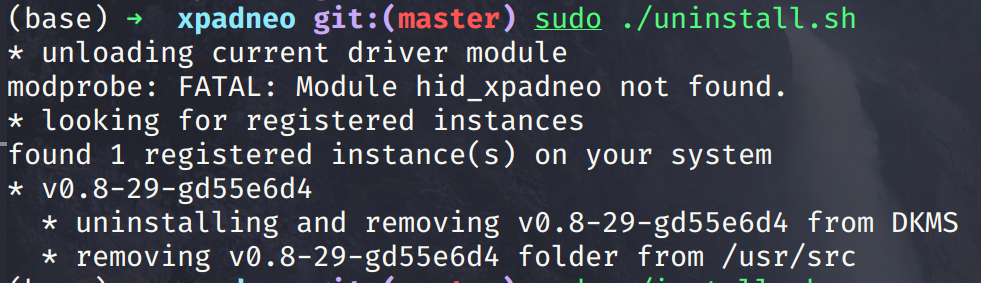 (base) → xpadneo git:(master) sudo ./uninstall.sh
* unloading current driver module
modprobe: FATAL: Module hid_xpadneo not found.
* looking for registered instances
found 1 registered instance(s) on your system
* v0.8-29-gd55e6d4
  * uninstalling and removing v0.8-29-gd55e6d4 from DKMS
  * removing v0.8-29-gd55e6d4 folder from /usr/src